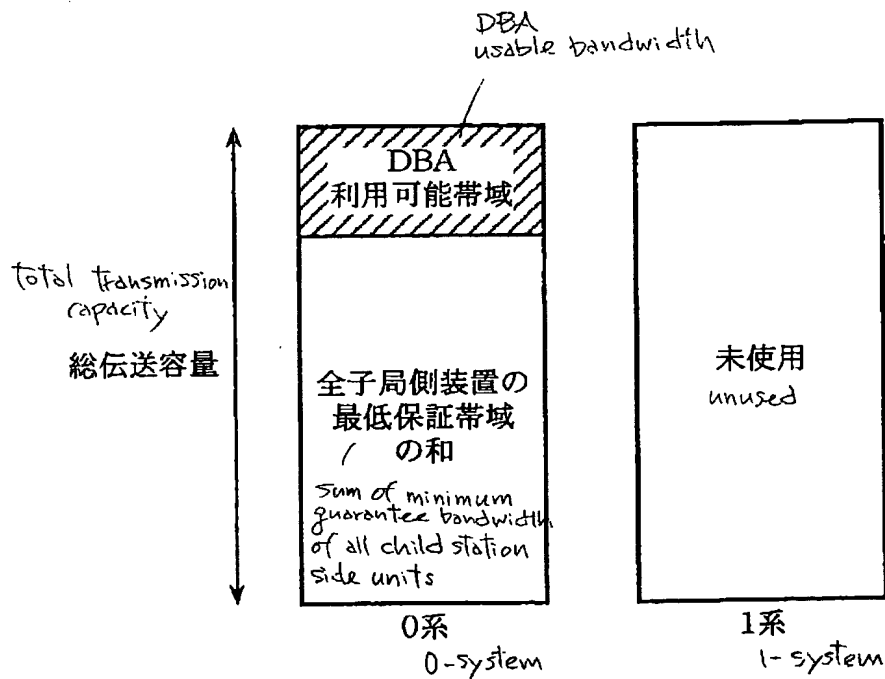 DBA
usable bandwidth
DBA
利用可能帯域
total transmission
capacity
総伝送容量
全子局側装置の
最低保証帯域
の和
sum of minimum
guarantee bandwidth
of all child station
side units
未使用
unused
0系
0-system
1系
1-system